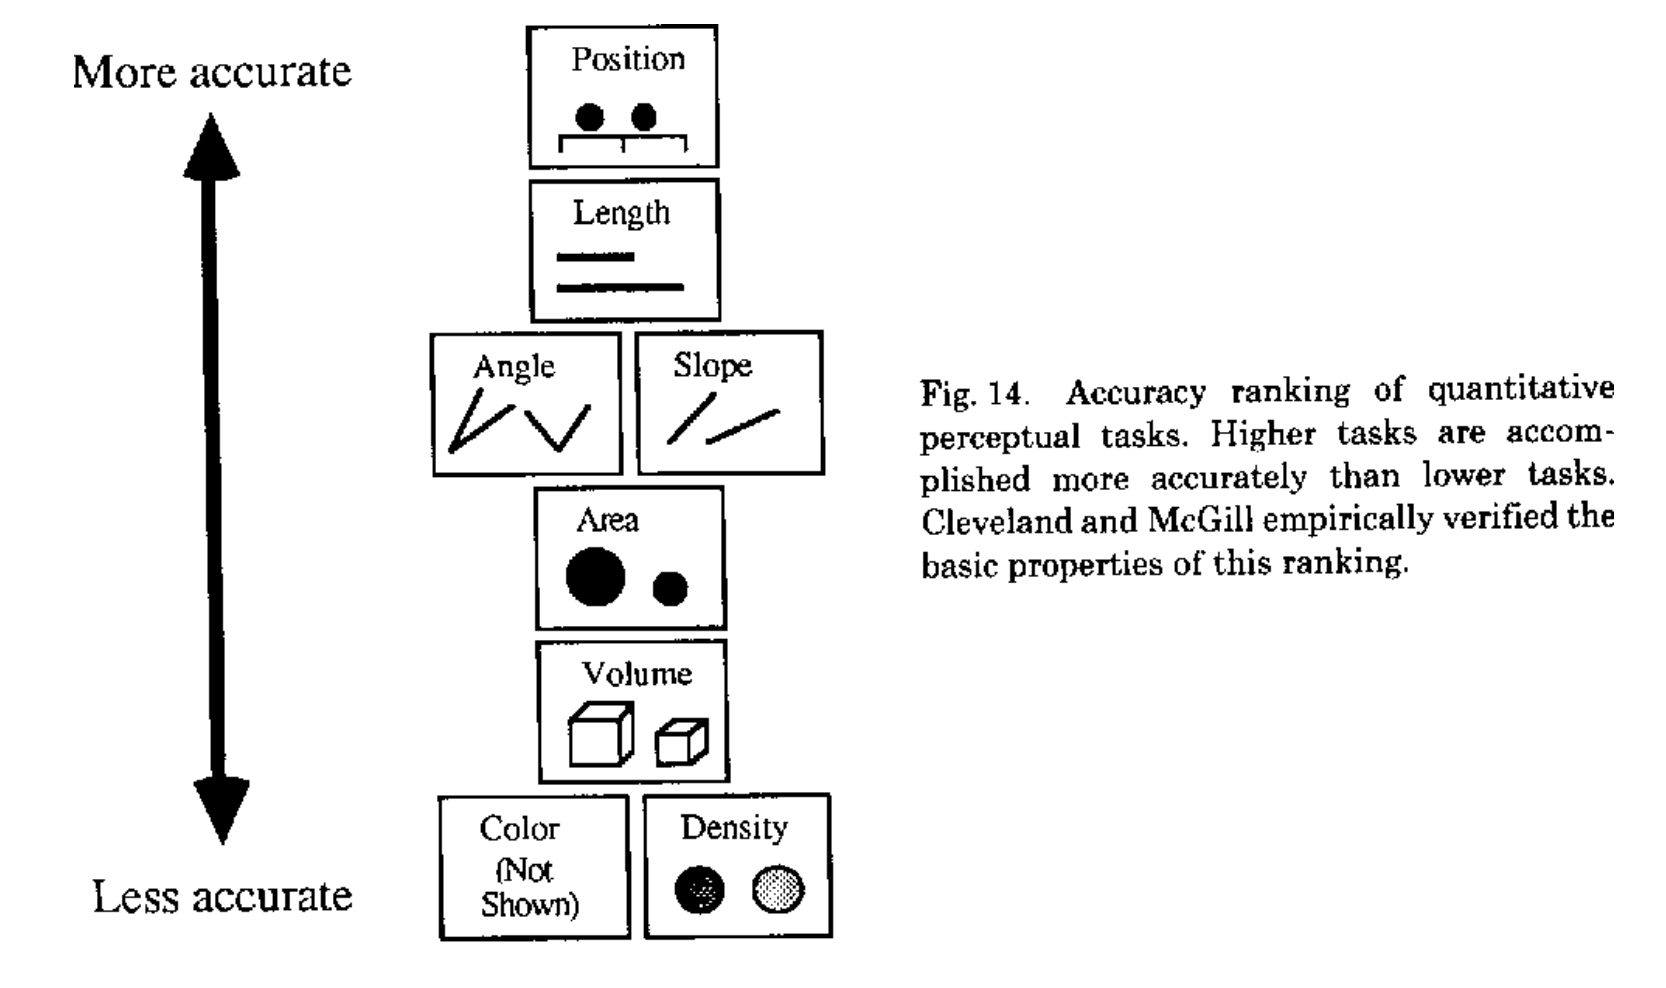 More accurate
Position
Length
Angle
Slope
Area
Volume
Color
(Not
Shown)
Density
Less accurate
Fig. 14. Accuracy ranking of quantitative
perceptual tasks. Higher tasks are accom-
plished more accurately than lower tasks.
Cleveland and McGill empirically verified the
basic properties of this ranking.